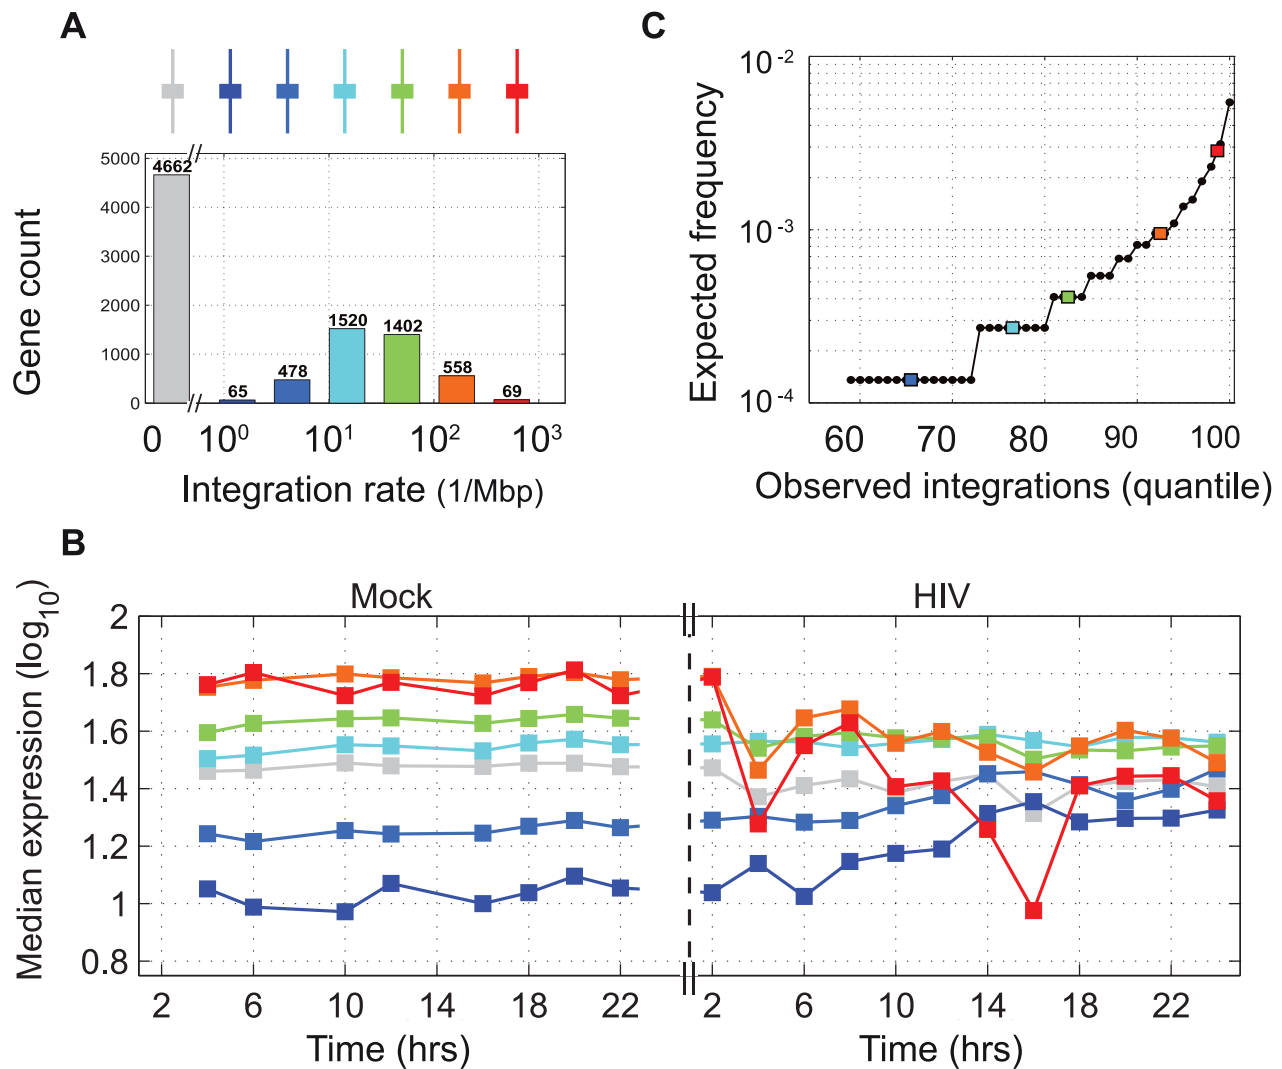 A
C
5000
4000
3000
2000
1000
0
4662
65
478
1520
1402
558
69
Gene count
0 10⁰ 10¹ 10² 10³
Integration rate (1/Mbp)
10⁻²
10⁻³
10⁻⁴
Expected frequency
60 70 80 90 100
Observed integrations (quantile)
B
Mock HIV
2
1.8
1.6
1.4
1.2
1
0.8
Median expression (log₁₀)
2 6 10 14 18 22 2 6 10 14 18 22
Time (hrs) Time (hrs)